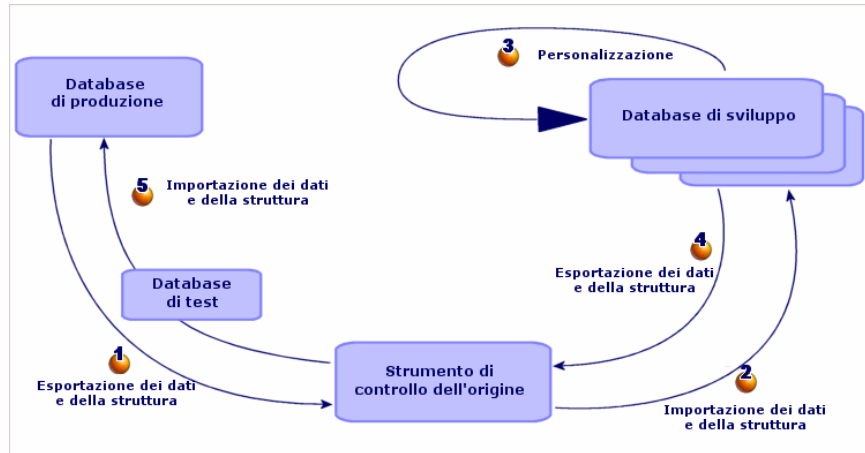 3
Personalizzazione
Database
di produzione
Database di sviluppo
5
Importazione dei dati
e della struttura
4
Esportazione dei dati
e della struttura
Database
di test
1
Esportazione dei dati
e della struttura
Strumento di
controllo dell'origine
2
Importazione dei dati
e della struttura